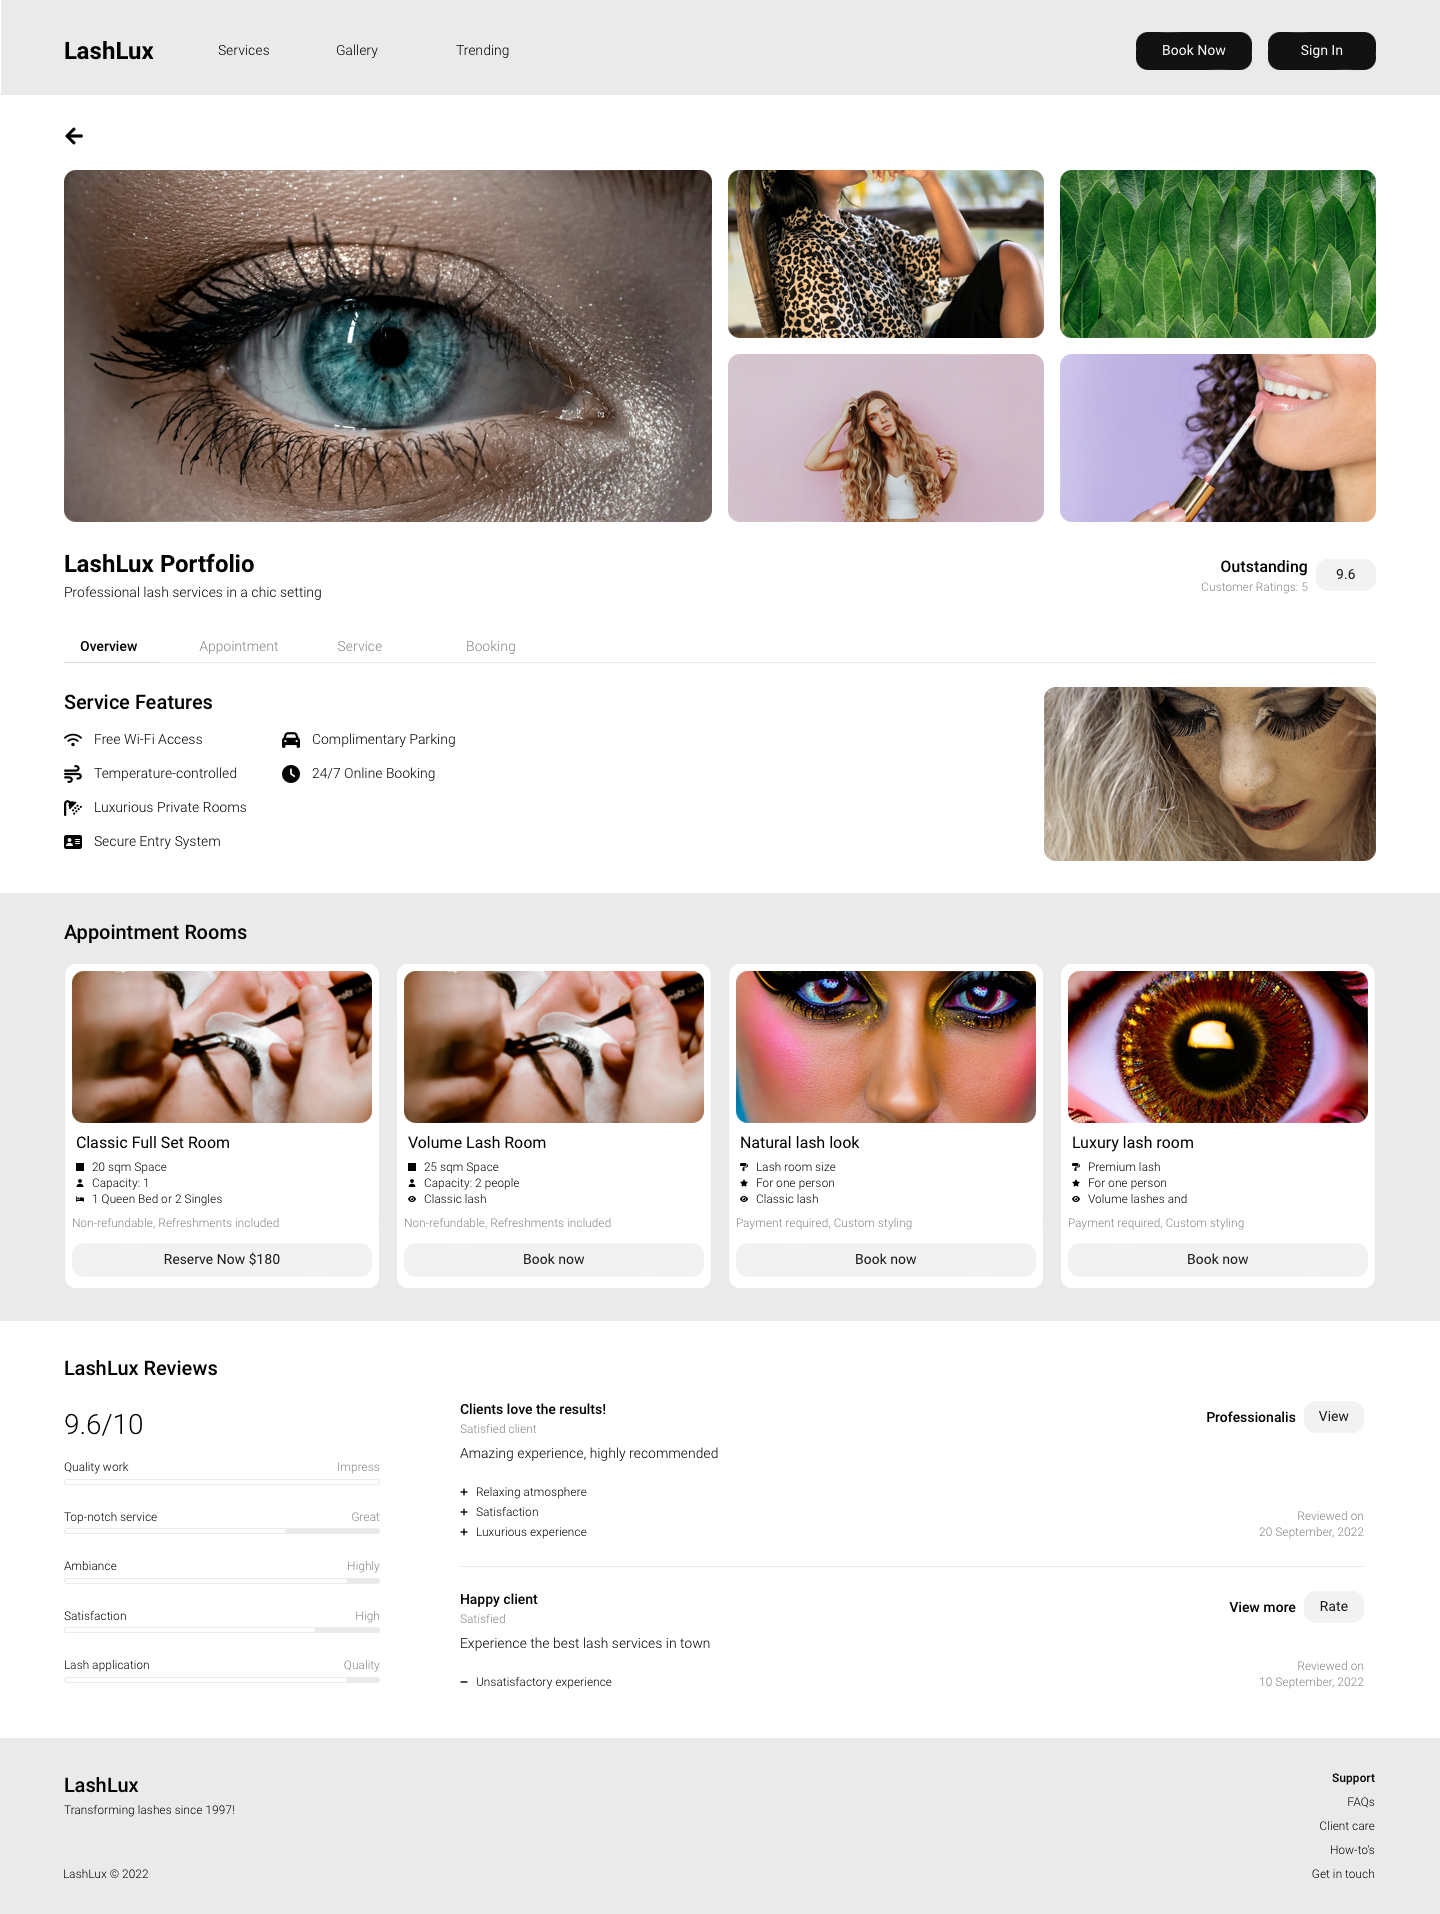 LashLux
Services
Gallery
Trending
Book Now
Sign In
LashLux Portfolio
Professional lash services in a chic setting
Outstanding
Customer Ratings: 5
9.6
Overview
Appointment
Service
Booking
Service Features
Free Wi-Fi Access
Complimentary Parking
Temperature-controlled
24/7 Online Booking
Luxurious Private Rooms
Secure Entry System
Appointment Rooms
Classic Full Set Room
20 sqm Space
Capacity: 1
1 Queen Bed or 2 Singles
Non-refundable, Refreshments included
Reserve Now $180
Volume Lash Room
25 sqm Space
Capacity: 2 people
Classic lash
Non-refundable, Refreshments included
Book now
Natural lash look
Lash room size
For one person
Classic lash
Payment required, Custom styling
Book now
Luxury lash room
Premium lash
For one person
Volume lashes and
Payment required, Custom styling
Book now
LashLux Reviews
9.6/10
Quality work
Impress
Top-notch service
Great
Ambiance
Highly
Satisfaction
High
Lash application
Quality
Clients love the results!
Satisfied client
Amazing experience, highly recommended
Relaxing atmosphere
Satisfaction
Luxurious experience
Professionalis
View
Reviewed on
20 September, 2022
Happy client
Satisfied
Experience the best lash services in town
Unsatisfactory experience
View more
Rate
Reviewed on
10 September, 2022
LashLux
Transforming lashes since 1997!
LashLux © 2022
Support
FAQs
Client care
How-to's
Get in touch